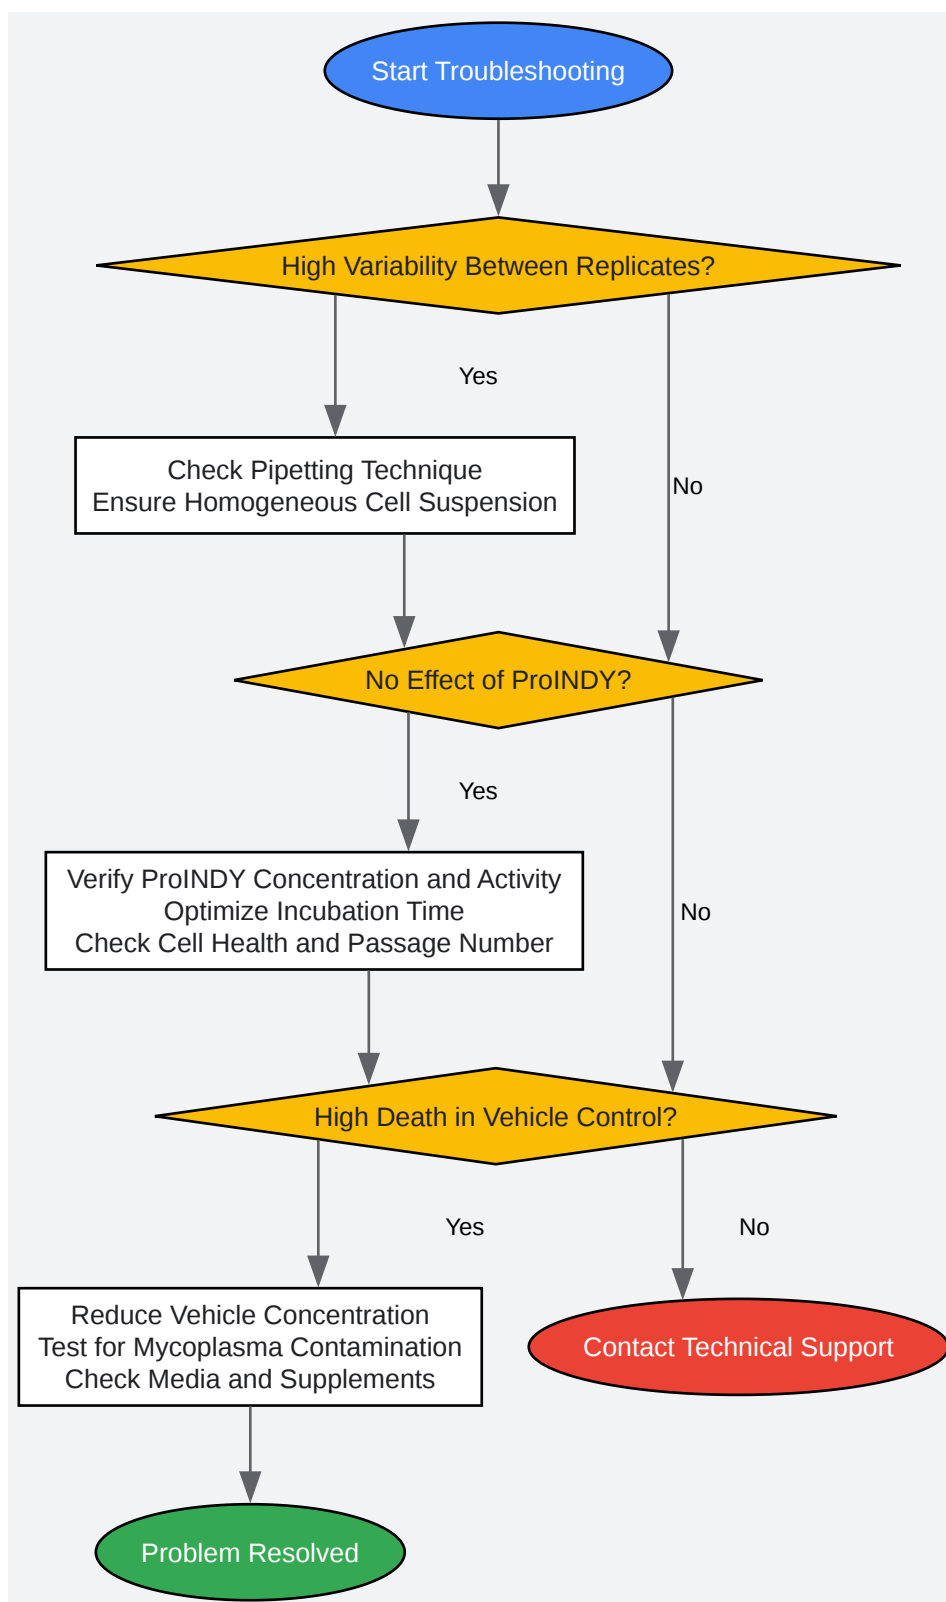 Start Troubleshooting
High Variability Between Replicates?
Yes
Check Pipetting Technique
Ensure Homogeneous Cell Suspension
No
No Effect of ProINDY?
Yes
Verify ProINDY Concentration and Activity
Optimize Incubation Time
Check Cell Health and Passage Number
No
High Death in Vehicle Control?
Yes
No
Reduce Vehicle Concentration
Test for Mycoplasma Contamination
Check Media and Supplements
Contact Technical Support
Problem Resolved